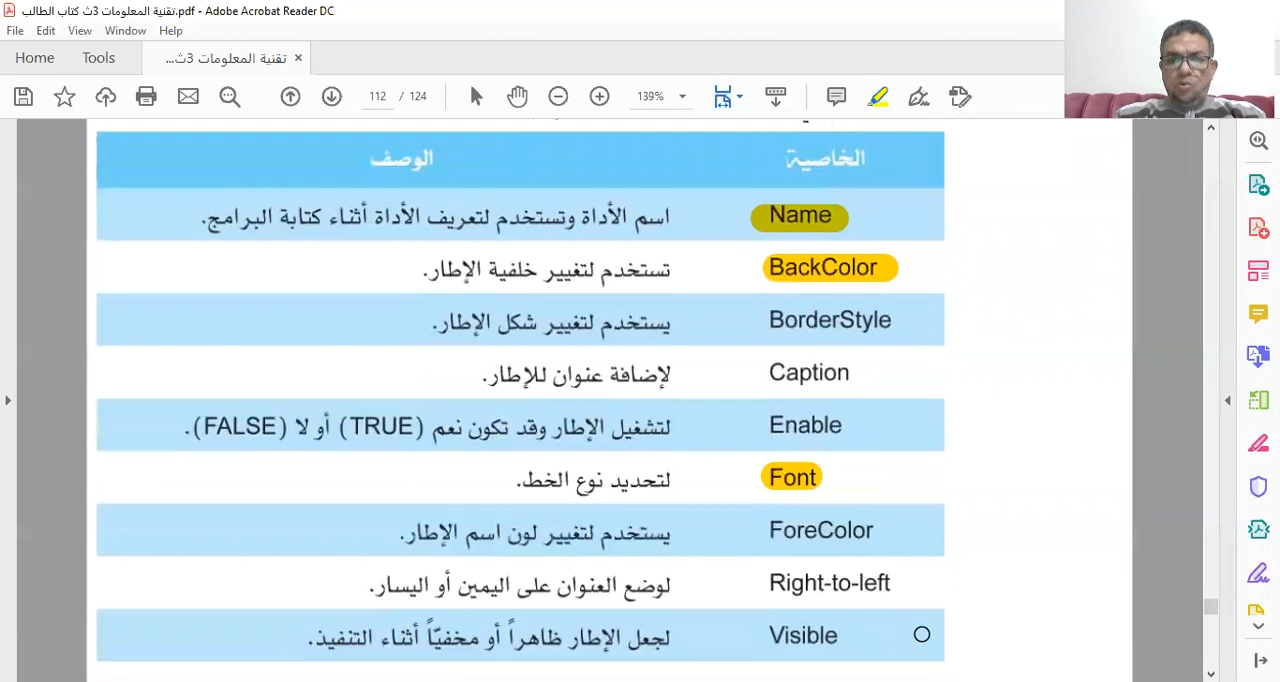 تقنية المعلومات 3ث كتاب الطالب.pdf - Adobe Acrobat Reader DC
File Edit View Window Help
Home Tools تقنية المعلومات 3ث... ×
112 / 124 139%
الخاصية الوصف
Name اسم الأداة وتستخدم لتعريف الأداة أثناء كتابة البرامج.
BackColor تستخدم لتغيير خلفية الإطار.
BorderStyle يستخدم لتغيير شكل الإطار.
Caption لإضافة عنوان للإطار.
Enable لتشغيل الإطار وقد تكون نعم (TRUE) أو لا (FALSE).
Font لتحديد نوع الخط.
ForeColor يستخدم لتغيير لون اسم الإطار.
Right-to-left لوضع العنوان على اليمين أو اليسار.
Visible لجعل الإطار ظاهراً أو مخفيّاً أثناء التنفيذ.